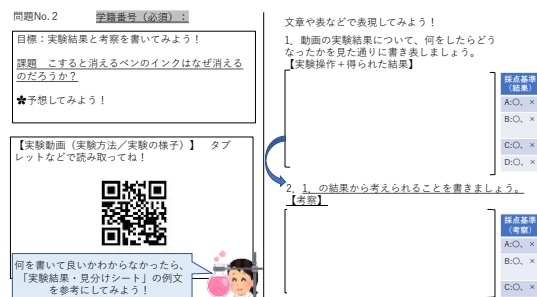 問題No.２　学籍番号（必須）：
目標：実験結果と考察を書いてみよう！
課題　こすると消えるペンのインクはなぜ消える
のだろうか？
✽予想してみよう！
【実験動画（実験方法／実験の様子）】　タブ
レットなどで読み取ってね！
何を書いて良いかわからなかったら、
「実験結果・見分けシート」の例文
を参考にしてみよう！
文章や表などで表現してみよう！
1．動画の実験結果について、何をしたらどう
なったかを見た通りに書き表しましょう。
【実験操作＋得られた結果】
採点基準
（結果）
A:〇、×
B:〇、×
C:〇、×
D:〇、×
2．1．の結果から考えられることを書きましょう。
【考察】
採点基準
（考察）
A:〇、×
B:〇、×
C:〇、×